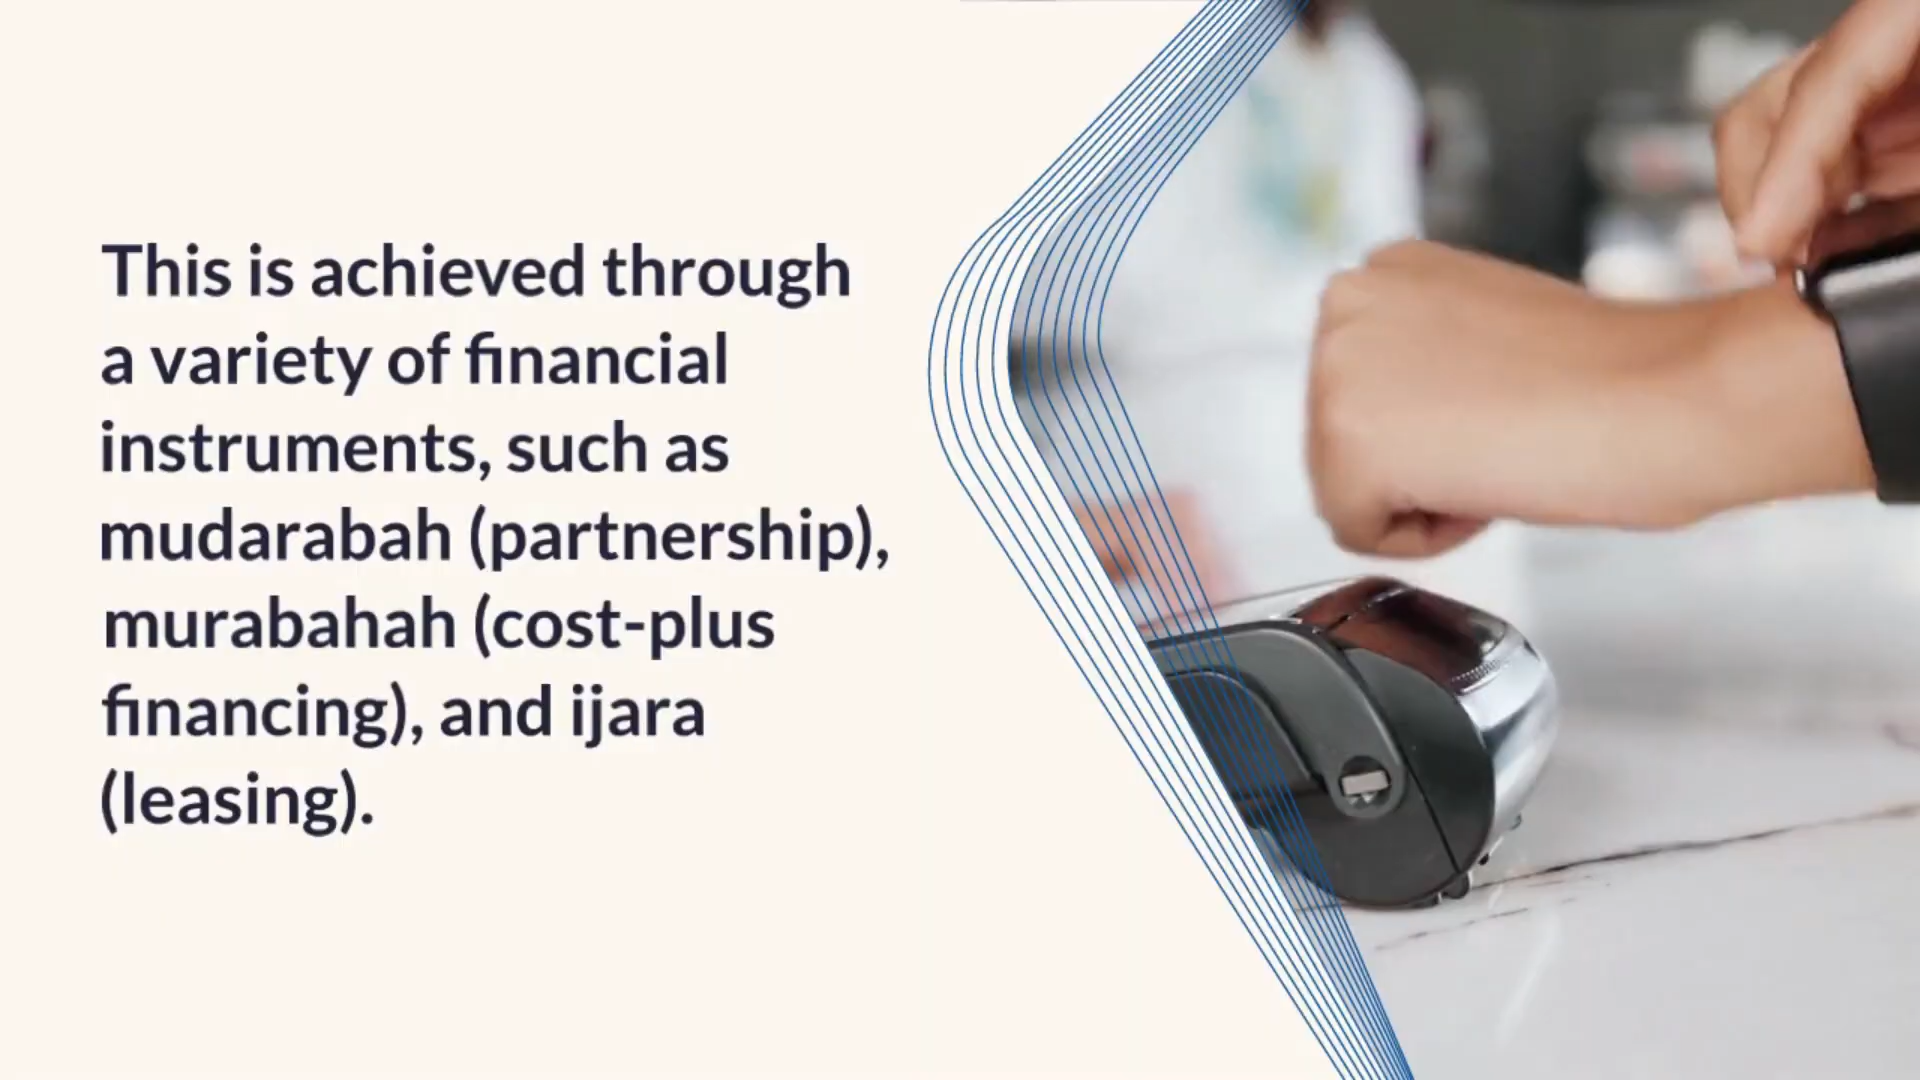 This is achieved through
a variety of financial
instruments, such as
mudarabah (partnership),
murabahah (cost-plus
financing), and ijara
(leasing).